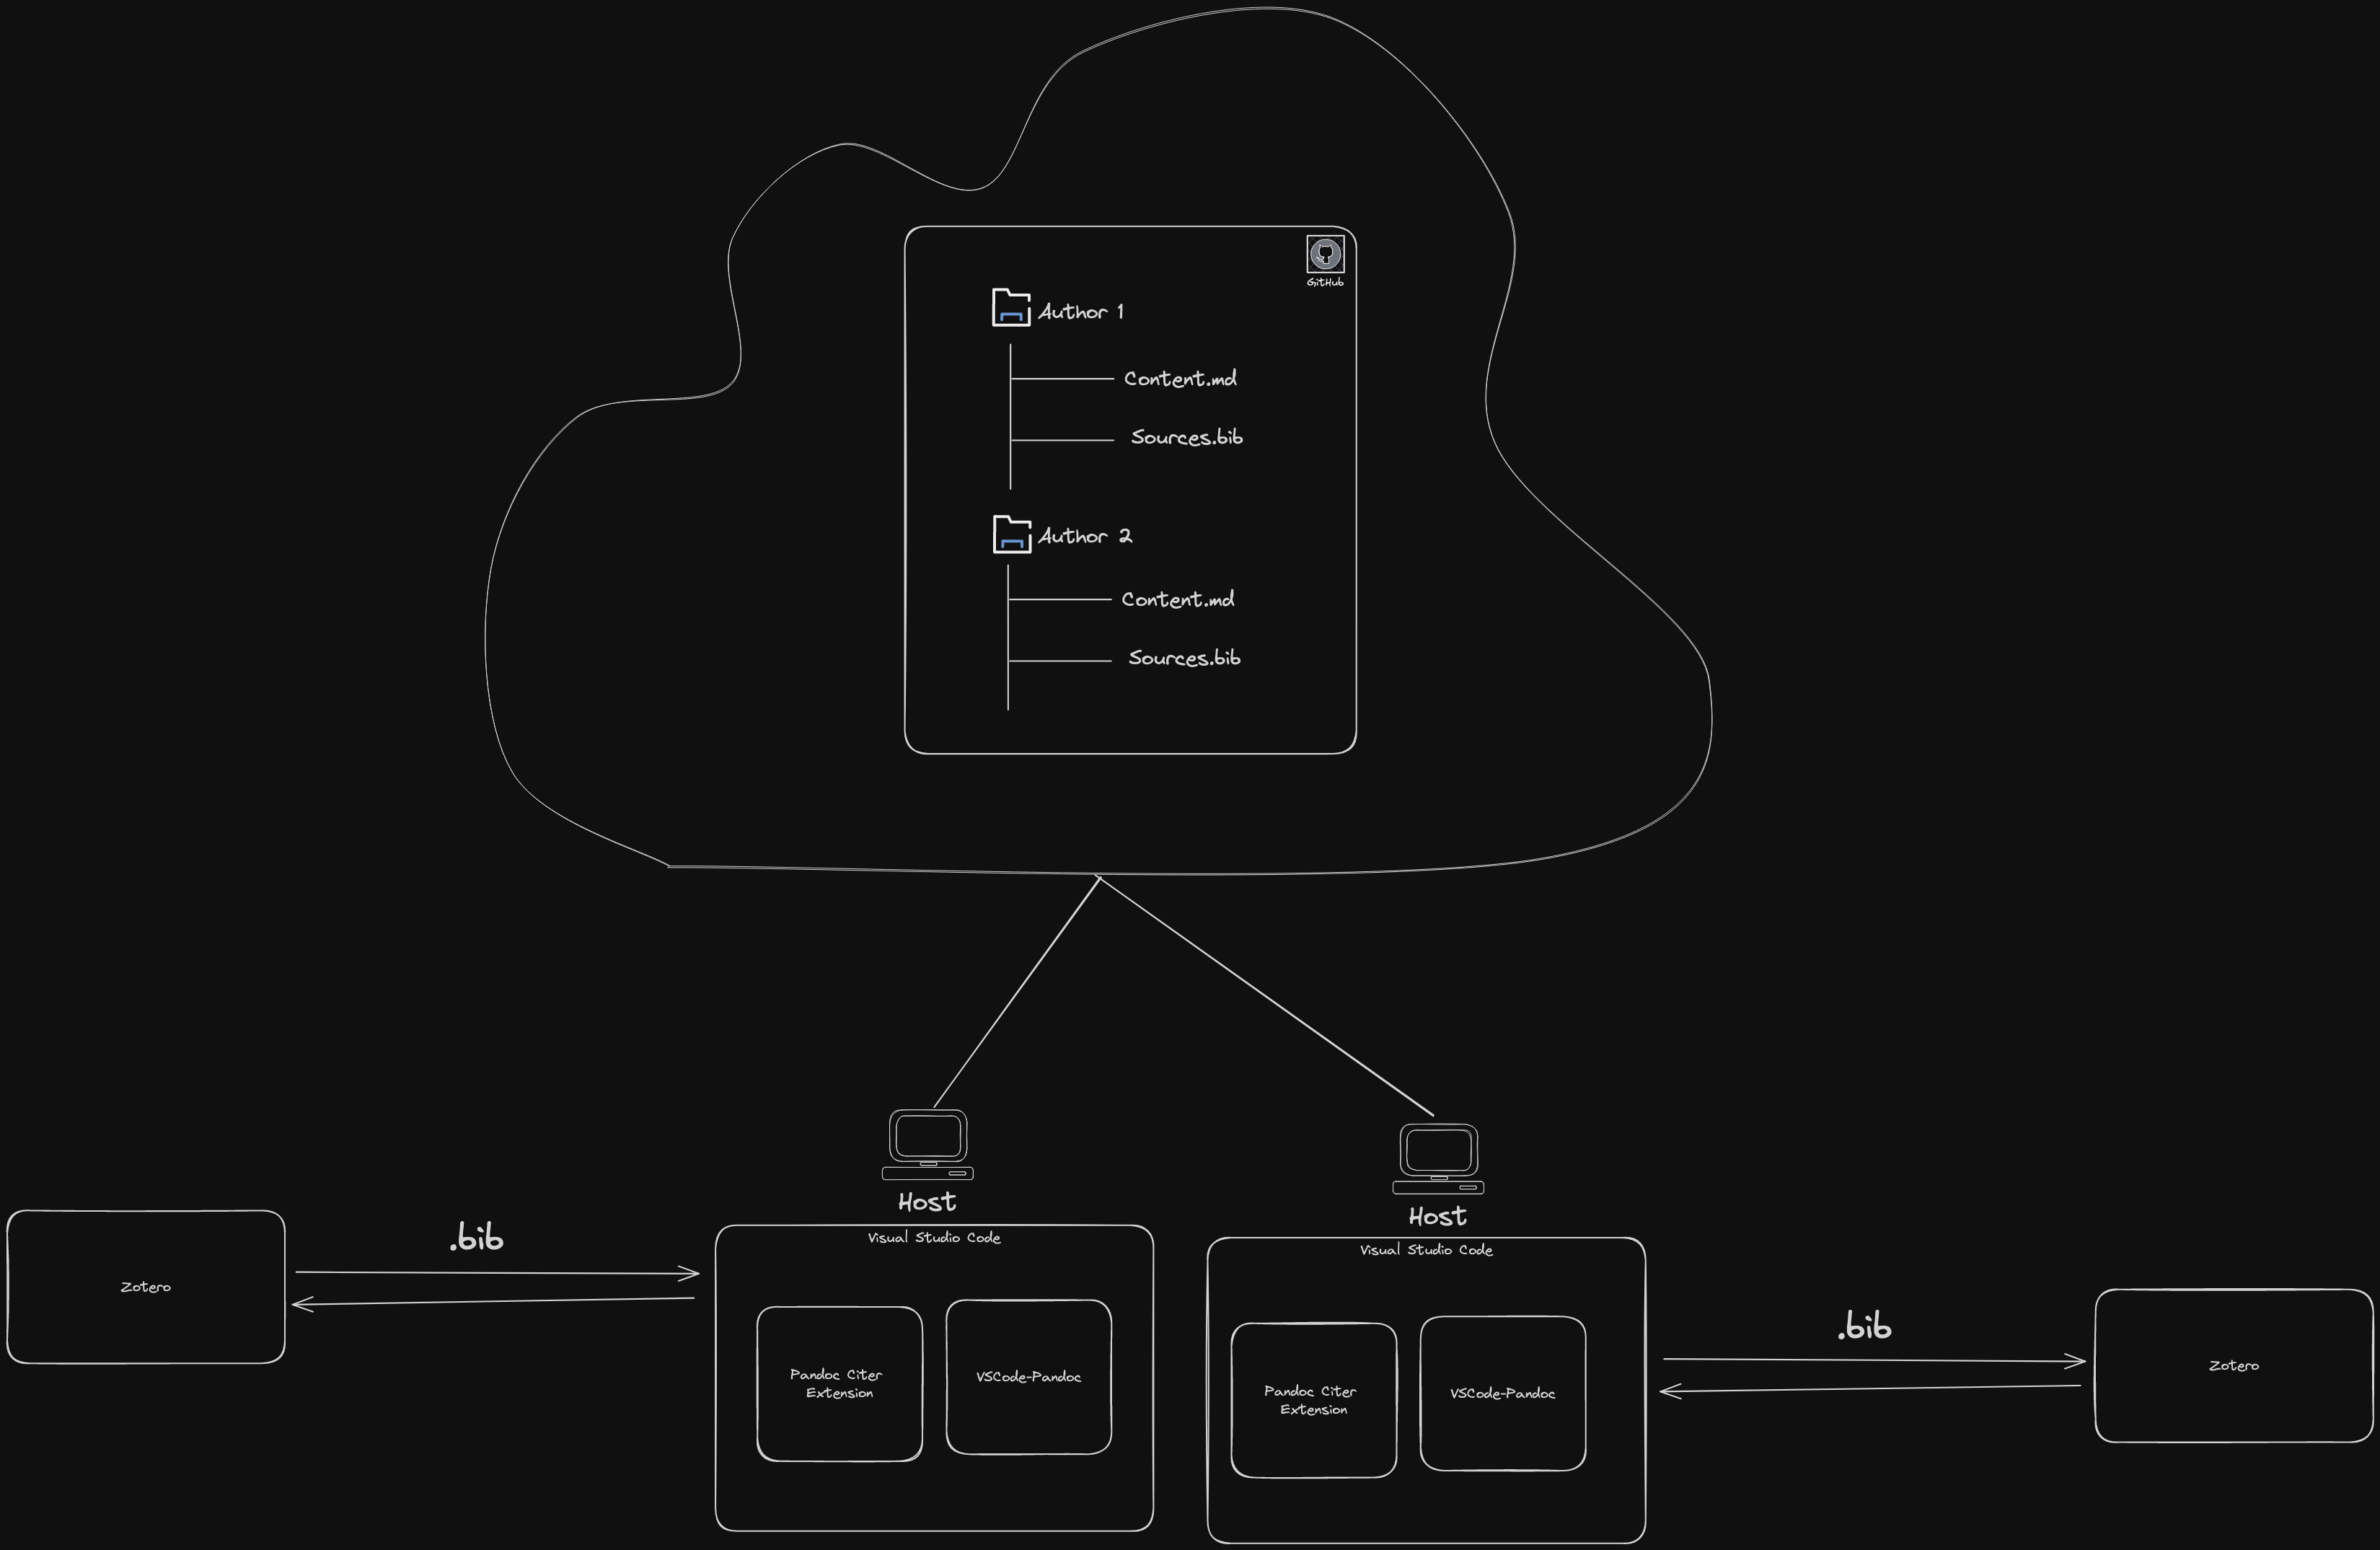 GitHub
Author 1
Content.md
Sources.bib
Author 2
Content.md
Sources.bib
Host
Host
Visual Studio Code
Visual Studio Code
.bib
Zotero
Pandoc Citer
Extension
VSCode-Pandoc
Pandoc Citer
Extension
VSCode-Pandoc
.bib
Zotero